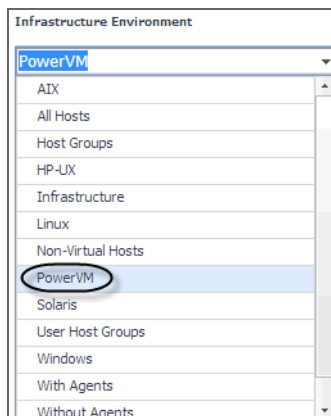 Infrastructure Environment
PowerVM
AIX
All Hosts
Host Groups
HP-UX
Infrastructure
Linux
Non-Virtual Hosts
PowerVM
Solaris
User Host Groups
Windows
With Agents
Without Agents